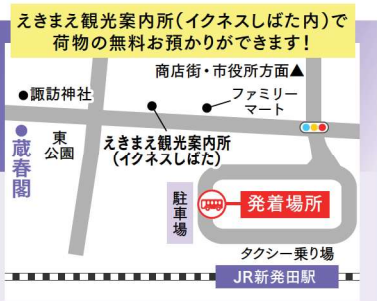 えきまえ観光案内所(イクネスしばた内)で
荷物の無料お預かりができます!
商店街・市役所方面▲
●諏訪神社
ファミリー
マート
蔵春閣
東
公園
えきまえ観光案内所
(イクネスしばた)
駐車場
発着場所
タクシー乗り場
JR新発田駅